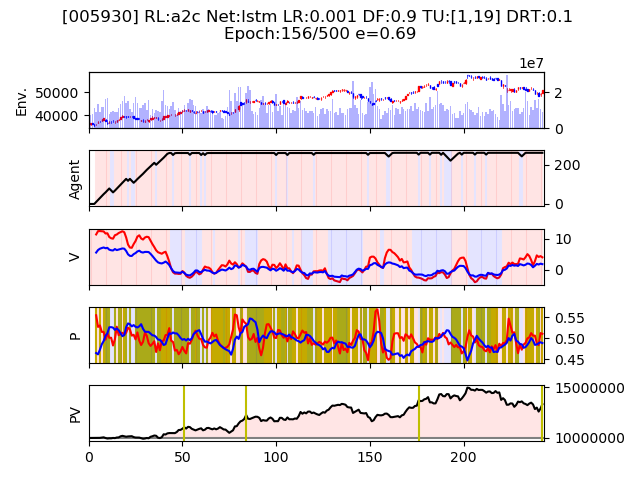 [005930] RL:a2c Net:lstm LR:0.001 DF:0.9 TU:[1,19] DRT:0.1
Epoch:156/500 e=0.69
1e7
Env.
50000
40000
2
0
Agent
200
0
V
10
0
P
0.55
0.50
0.45
PV
15000000
10000000
0
50
100
150
200